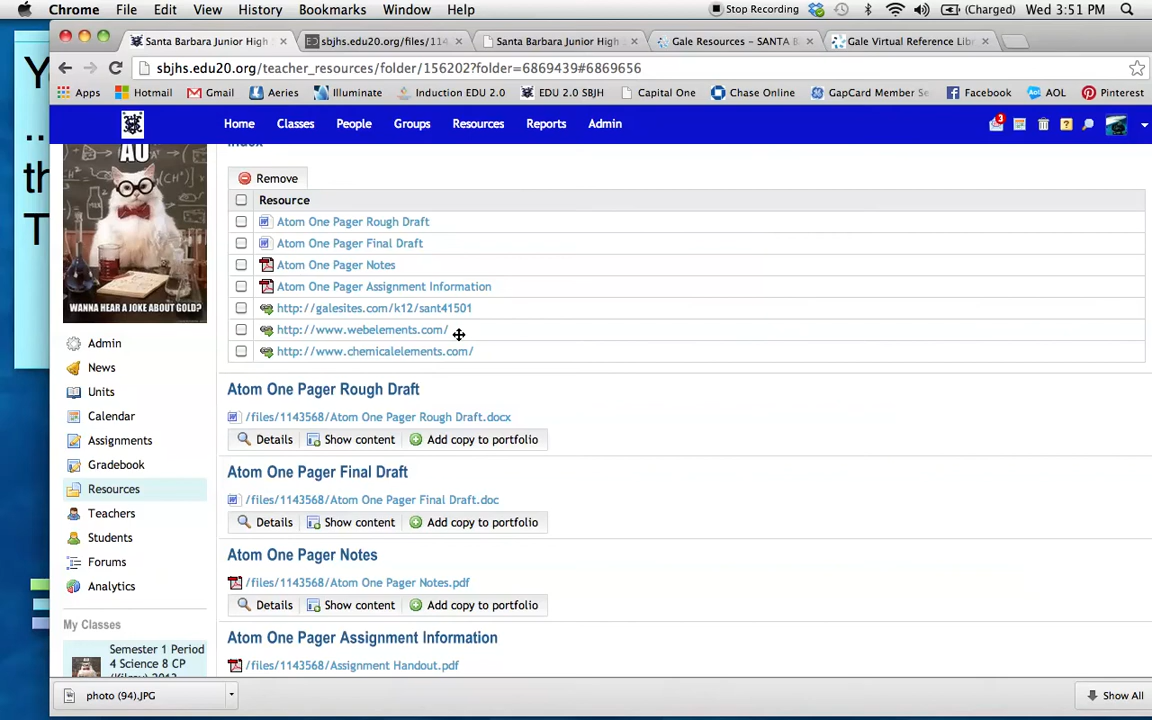 Chrome File Edit View History Bookmarks Window Help Stop Recording (Charged) Wed 3:51 PM
Santa Barbara Junior High sbjhs.edu20.org/files/114 Santa Barbara Junior High Gale Resources – SANTA B Gale Virtual Reference Lib
sbjhs.edu20.org/teacher_resources/folder/156202?folder=6869439#6869656
Apps Hotmail Gmail Aeries Illuminate Induction EDU 2.0 EDU 2.0 SBJH Capital One Chase Online GapCard Member Se Facebook AOL Pinterest
Home Classes People Groups Resources Reports Admin 3
AU
WANNA HEAR A JOKE ABOUT GOLD?
Index
Remove
Resource
Atom One Pager Rough Draft
Atom One Pager Final Draft
Atom One Pager Notes
Atom One Pager Assignment Information
http://galesites.com/k12/sant41501
http://www.webelements.com/
http://www.chemicalelements.com/
Admin
News
Units
Calendar
Assignments
Gradebook
Resources
Teachers
Students
Forums
Analytics
My Classes
Semester 1 Period
4 Science 8 CP
Atom One Pager Rough Draft
/files/1143568/Atom One Pager Rough Draft.docx
Details Show content Add copy to portfolio
Atom One Pager Final Draft
/files/1143568/Atom One Pager Final Draft.doc
Details Show content Add copy to portfolio
Atom One Pager Notes
/files/1143568/Atom One Pager Notes.pdf
Details Show content Add copy to portfolio
Atom One Pager Assignment Information
/files/1143568/Assignment Handout.pdf
photo (94).JPG Show All